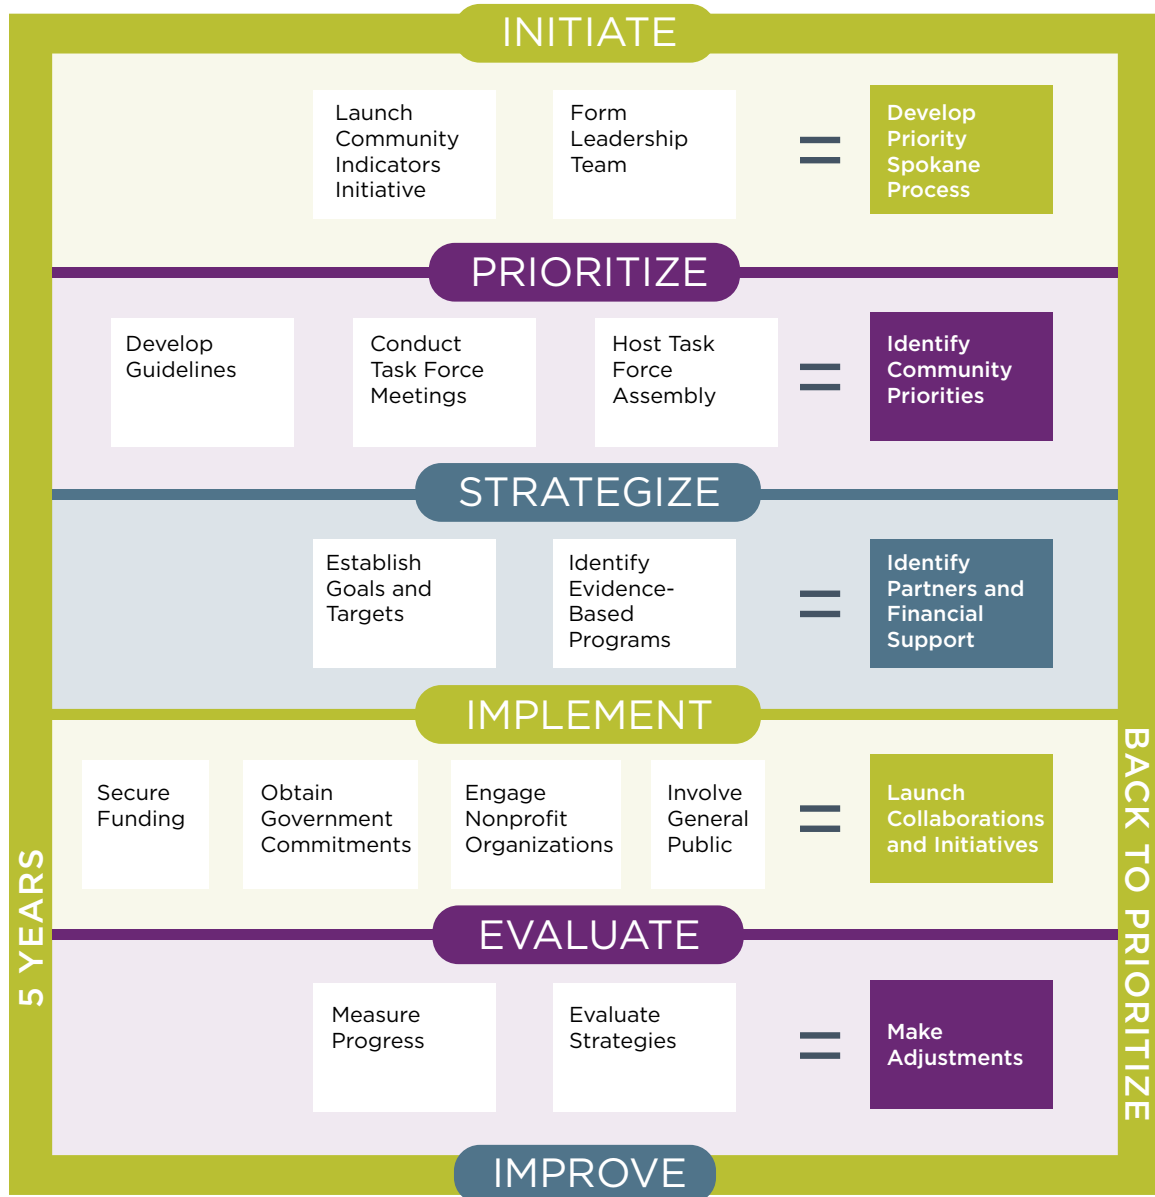 INITIATE
Launch
Community
Indicators
Initiative
Form
Leadership
Team
=
Develop
Priority
Spokane
Process
PRIORITIZE
Develop
Guidelines
Conduct
Task Force
Meetings
Host Task
Force
Assembly
=
Identify
Community
Priorities
STRATEGIZE
Establish
Goals and
Targets
Identify
Evidence-
Based
Programs
=
Identify
Partners and
Financial
Support
IMPLEMENT
Secure
Funding
Obtain
Government
Commitments
Engage
Nonprofit
Organizations
Involve
General
Public
=
Launch
Collaborations
and Initiatives
EVALUATE
Measure
Progress
Evaluate
Strategies
=
Make
Adjustments
IMPROVE
5 YEARS
BACK TO PRIORITIZE